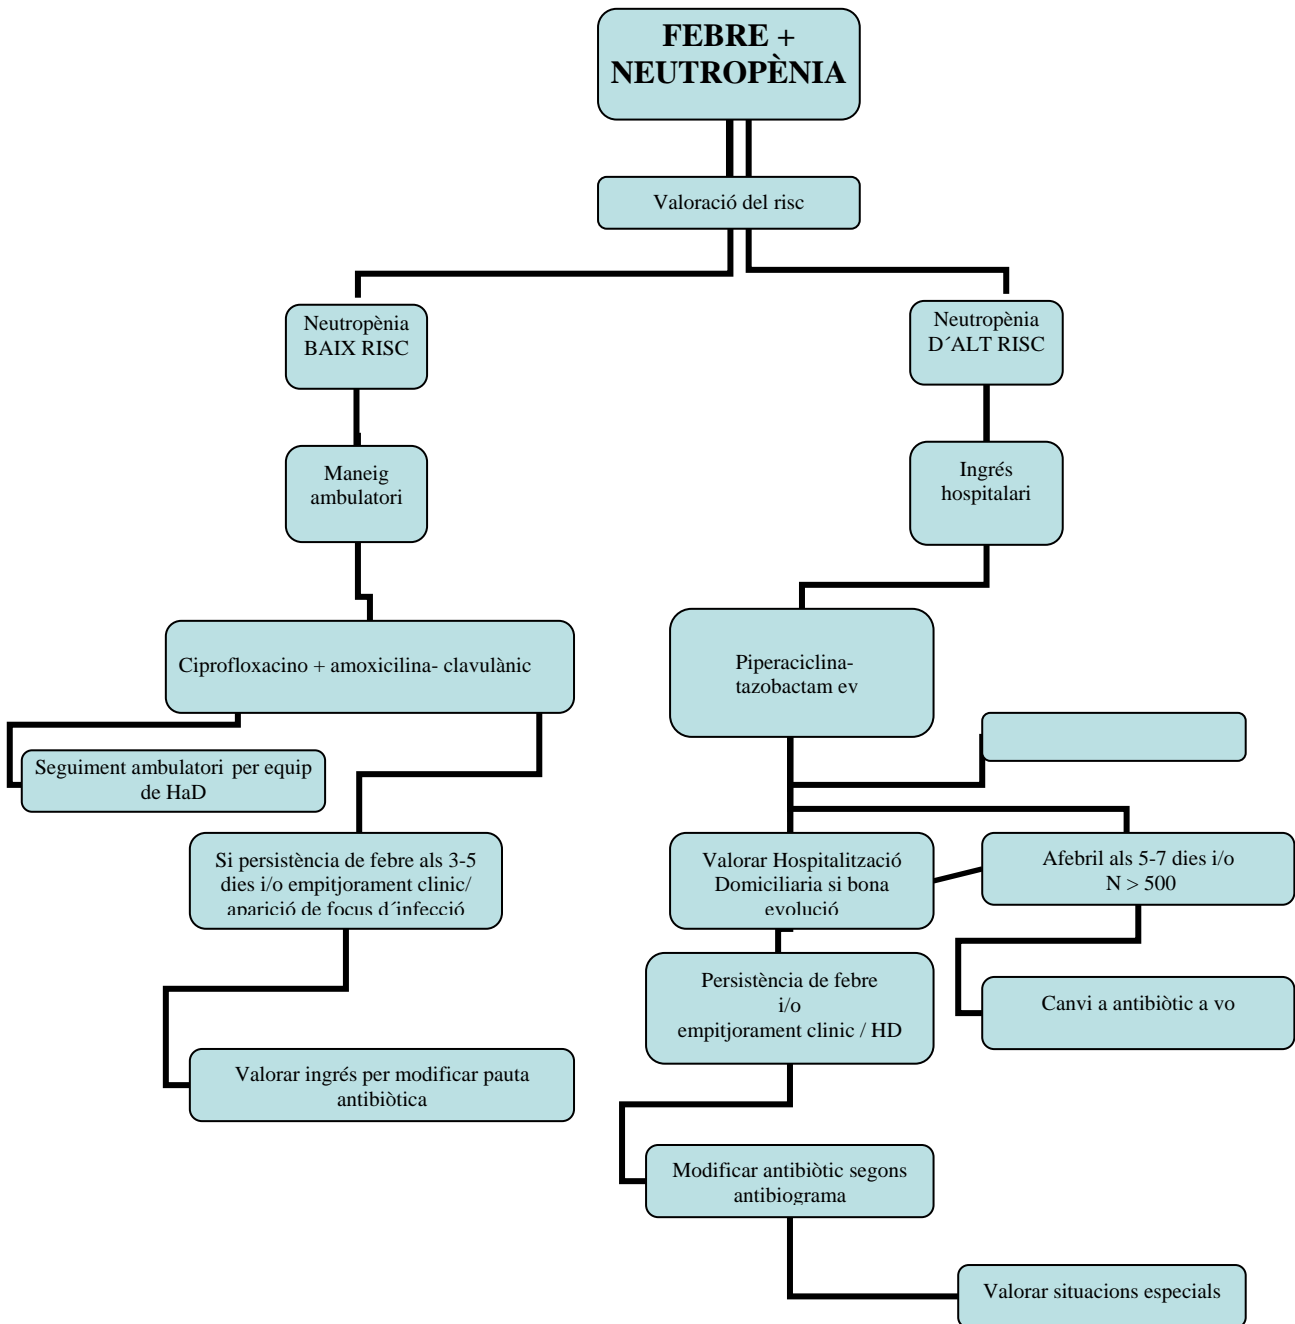 FEBRE +
NEUTROPÈNIA
Valoració del risc
Neutropènia
BAIX RISC
Neutropènia
D´ALT RISC
Maneig
ambulatori
Ingrés
hospitalari
Ciprofloxacino + amoxicilina- clavulànic
Piperaciclina-
tazobactam ev
Seguiment ambulatori per equip
de HaD
Si persistència de febre als 3-5
dies i/o empitjorament clinic/
aparició de focus d´infecció
Valorar Hospitalització
Domiciliaria si bona
evolució
Afebril als 5-7 dies i/o
N > 500
Persistència de febre
i/o
empitjorament clinic / HD
Canvi a antibiòtic a vo
Valorar ingrés per modificar pauta
antibiòtica
Modificar antibiòtic segons
antibiograma
Valorar situacions especials